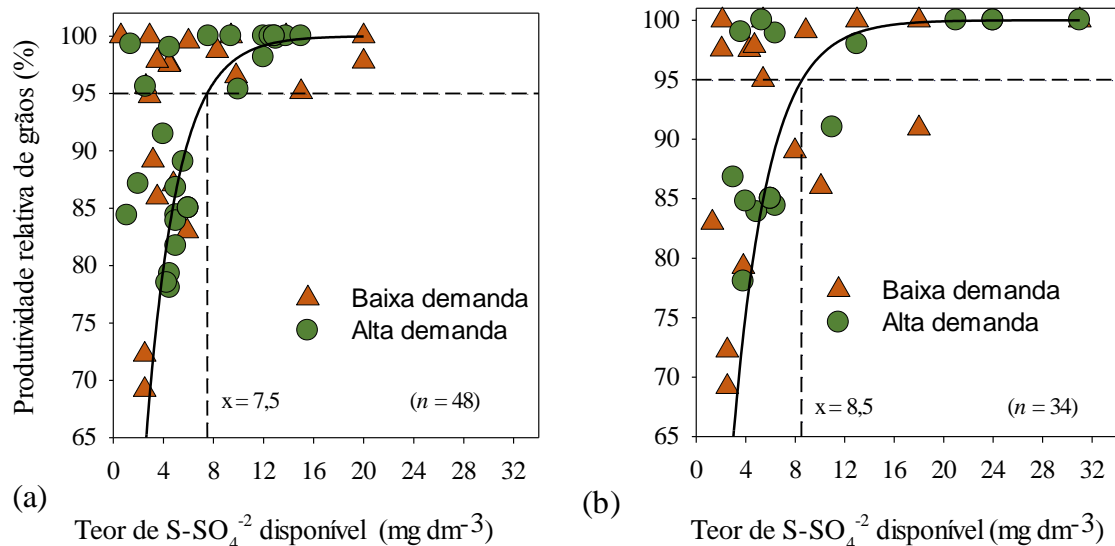 Produtividade relativa de grãos (%)
100
95
90
85
80
75
70
65
Baixa demanda
Alta demanda
x = 7,5
(n = 48)
0 4 8 12 16 20 24 28 32
(a)
Teor de S-SO₄⁻² disponível (mg dm⁻³)
100
95
90
85
80
75
70
65
Baixa demanda
Alta demanda
x = 8,5
(n = 34)
0 4 8 12 16 20 24 28 32
(b)
Teor de S-SO₄⁻² disponível (mg dm⁻³)